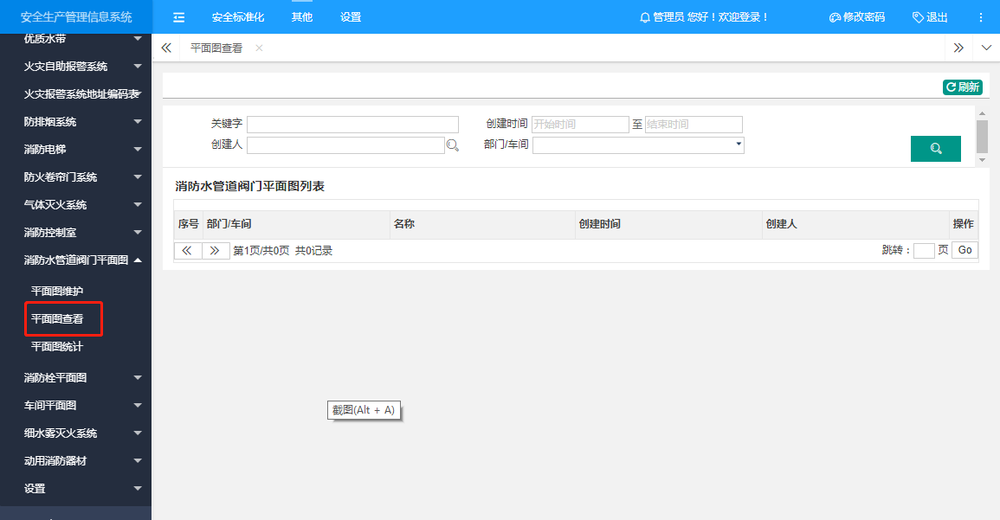 安全生产管理信息系统
安全标准化 其他 设置 管理员 您好！欢迎登录！ 修改密码 退出
优质水带
火灾自助报警系统
火灾报警系统地址编码表
防排烟系统
消防电梯
防火卷帘门系统
气体灭火系统
消防控制室
消防水管道阀门平面图
平面图维护
平面图查看
平面图统计
消防栓平面图
车间平面图
细水雾灭火系统
动用消防器材
设置
平面图查看
刷新
关键字 创建时间 开始时间 至 结束时间
创建人 部门/车间
消防水管道阀门平面图列表
序号 部门/车间 名称 创建时间 创建人 操作
第1页/共0页 共0记录 跳转： 页 Go
截图(Alt + A)